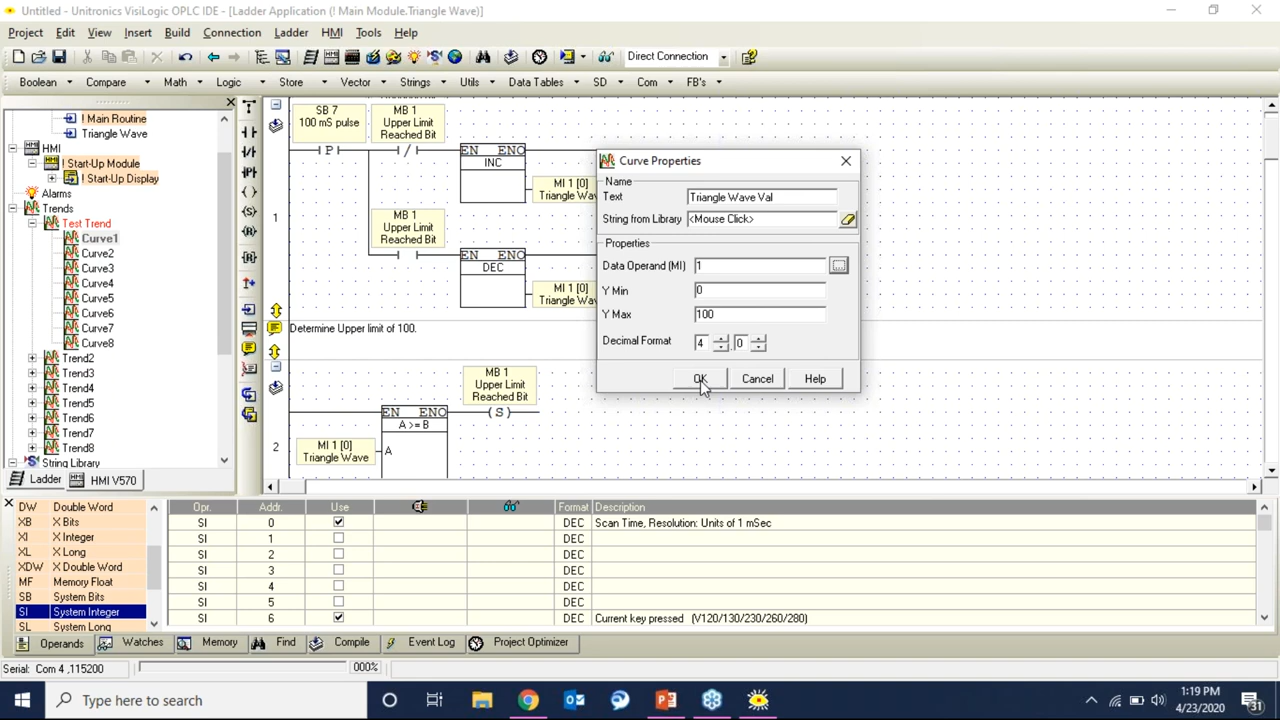 Untitled - Unitronics VisiLogic OPLC IDE - [Ladder Application (! Main Module.Triangle Wave)]
Project Edit View Insert Build Connection Ladder HMI Tools Help
Direct Connection
Boolean Compare Math Logic Store Vector Strings Utils Data Tables SD Com FB's
! Main Routine
Triangle Wave
HMI
! Start-Up Module
! Start-Up Display
Alarms
Trends
Test Trend
Curve1
Curve2
Curve3
Curve4
Curve5
Curve6
Curve7
Curve8
Trend2
Trend3
Trend4
Trend5
Trend6
Trend7
Trend8
String Library
Ladder HMI V570
SB 7
100 mS pulse
MB 1
Upper Limit
Reached Bit
P
EN ENO
INC
MI 1 [0]
Triangle Wav
1
MB 1
Upper Limit
Reached Bit
EN ENO
DEC
MI 1 [0]
Triangle Wav
Determine Upper limit of 100.
MB 1
Upper Limit
Reached Bit
S
EN ENO
A >= B
2
MI 1 [0]
Triangle Wave
A
Curve Properties
Name
Text Triangle Wave Val
String from Library <Mouse Click>
Properties
Data Operand (MI) 1 ...
Y Min 0
Y Max 100
Decimal Format 4 . 0
OK Cancel Help
DW Double Word
XB X Bits
XI X Integer
XL X Long
XDW X Double Word
MF Memory Float
SB System Bits
SI System Integer
SL System Long
Opr. Addr. Use Format Description
SI 0 DEC Scan Time, Resolution: Units of 1 mSec
SI 1 DEC
SI 2 DEC
SI 3 DEC
SI 4 DEC
SI 5 DEC
SI 6 DEC Current key pressed (V120/130/230/260/280)
Operands Watches Memory Find Compile Event Log Project Optimizer
Serial: Com 4 ,115200 000%
Type here to search
1:19 PM
4/23/2020
31